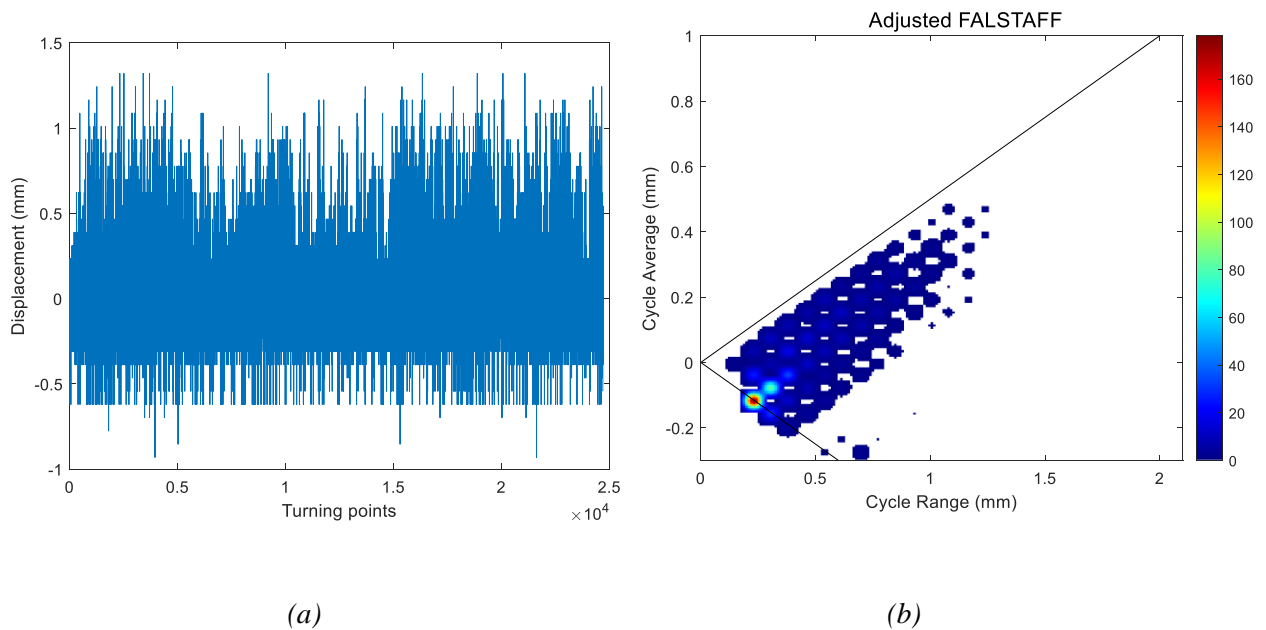 1.5
1
0.5
0
-0.5
-1
Displacement (mm)
0 0.5 1 1.5 2 2.5
Turning points
×10⁴
(a)
Adjusted FALSTAFF
1
0.8
0.6
0.4
0.2
0
-0.2
Cycle Average (mm)
0 0.5 1 1.5 2
Cycle Range (mm)
160
140
120
100
80
60
40
20
0
(b)